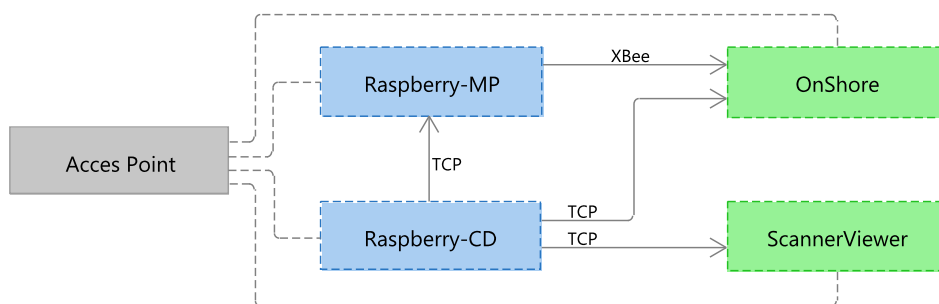 XBee
Raspberry-MP
OnShore
Acces Point
TCP
TCP
Raspberry-CD
TCP
ScannerViewer